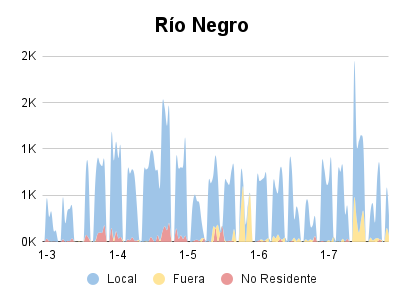 Río Negro
2K
2K
1K
1K
0K
1-3 1-4 1-5 1-6 1-7
Local Fuera No Residente